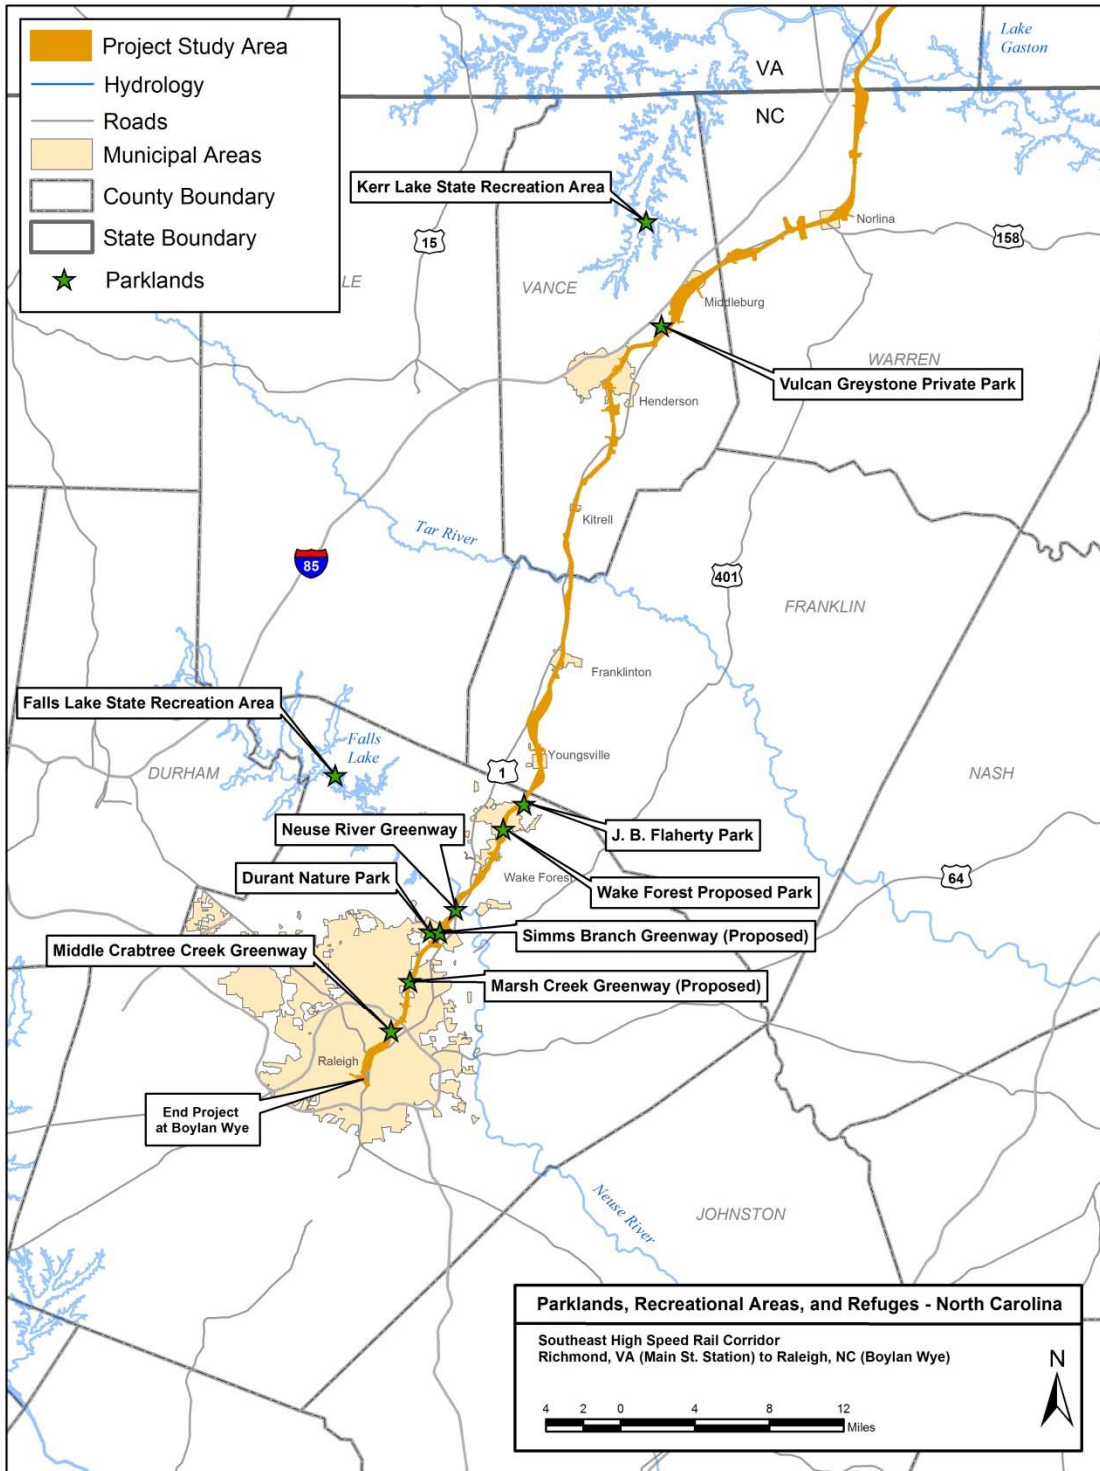 Project Study Area
Hydrology
Roads
Municipal Areas
County Boundary
State Boundary
Parklands
Lake
Gaston
VA
NC
Kerr Lake State Recreation Area
Norlina
15
158
LE
VANCE
Middleburg
WARREN
Vulcan Greystone Private Park
Henderson
Kitrell
Tar River
85
401
FRANKLIN
Franklinton
Falls Lake State Recreation Area
Falls
Lake
Youngsville
DURHAM
1
NASH
Neuse River Greenway
J. B. Flaherty Park
Durant Nature Park
Wake Forest
Wake Forest Proposed Park
64
Simms Branch Greenway (Proposed)
Middle Crabtree Creek Greenway
Marsh Creek Greenway (Proposed)
Raleigh
End Project
at Boylan Wye
Neuse River
JOHNSTON
Parklands, Recreational Areas, and Refuges - North Carolina
Southeast High Speed Rail Corridor
Richmond, VA (Main St. Station) to Raleigh, NC (Boylan Wye)
N
4 2 0 4 8 12
Miles